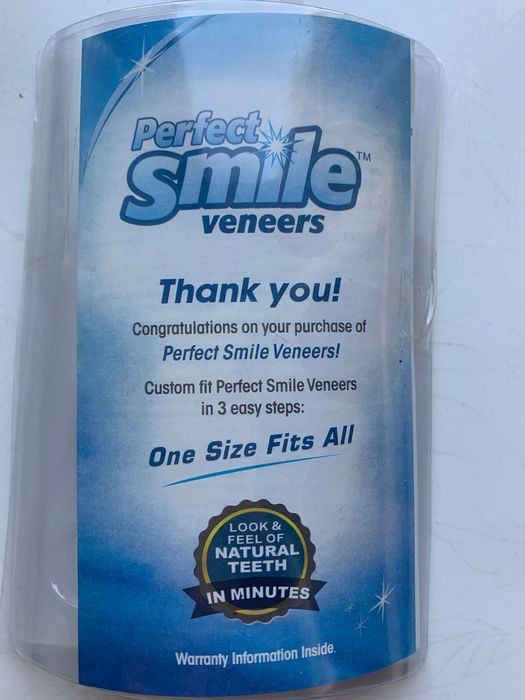 Perfect
Smile™
veneers
Thank you!
Congratulations on your purchase of
Perfect Smile Veneers!
Custom fit Perfect Smile Veneers
in 3 easy steps:
One Size Fits All
LOOK &
FEEL OF
NATURAL
TEETH
IN MINUTES
Warranty Information Inside.